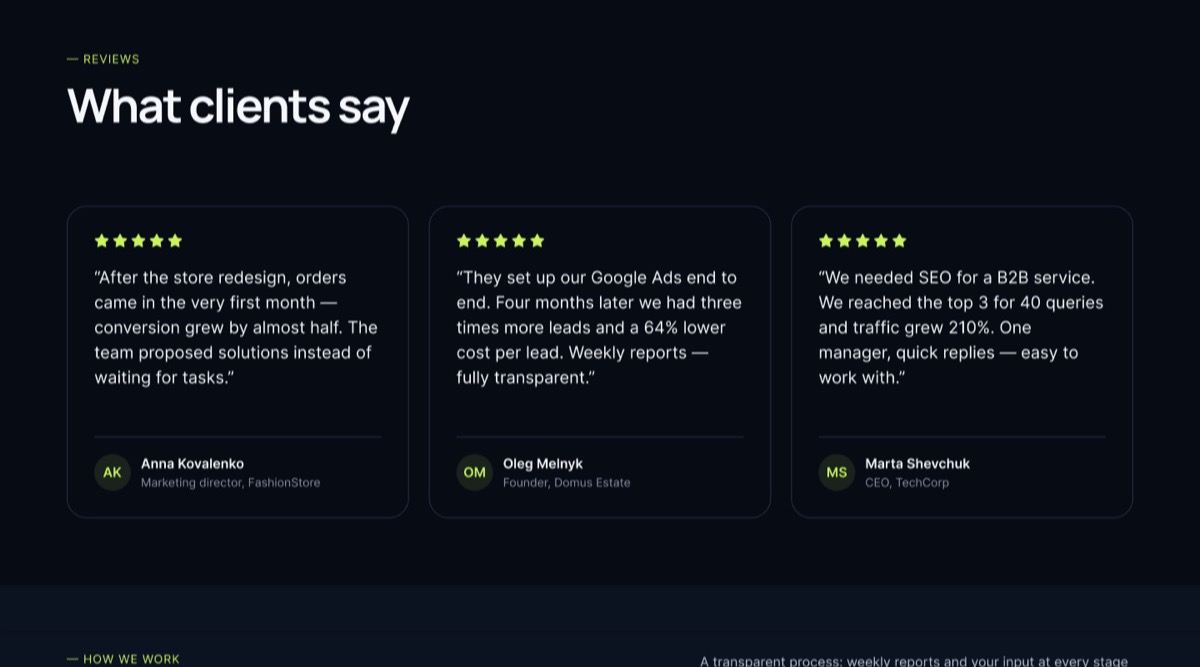 — REVIEWS
What clients say
“After the store redesign, orders
came in the very first month —
conversion grew by almost half. The
team proposed solutions instead of
waiting for tasks.”
AK
Anna Kovalenko
Marketing director, FashionStore
“They set up our Google Ads end to
end. Four months later we had three
times more leads and a 64% lower
cost per lead. Weekly reports —
fully transparent.”
OM
Oleg Melnyk
Founder, Domus Estate
“We needed SEO for a B2B service.
We reached the top 3 for 40 queries
and traffic grew 210%. One
manager, quick replies — easy to
work with.”
MS
Marta Shevchuk
CEO, TechCorp
— HOW WE WORK
A transparent process: weekly reports and your input at every stage